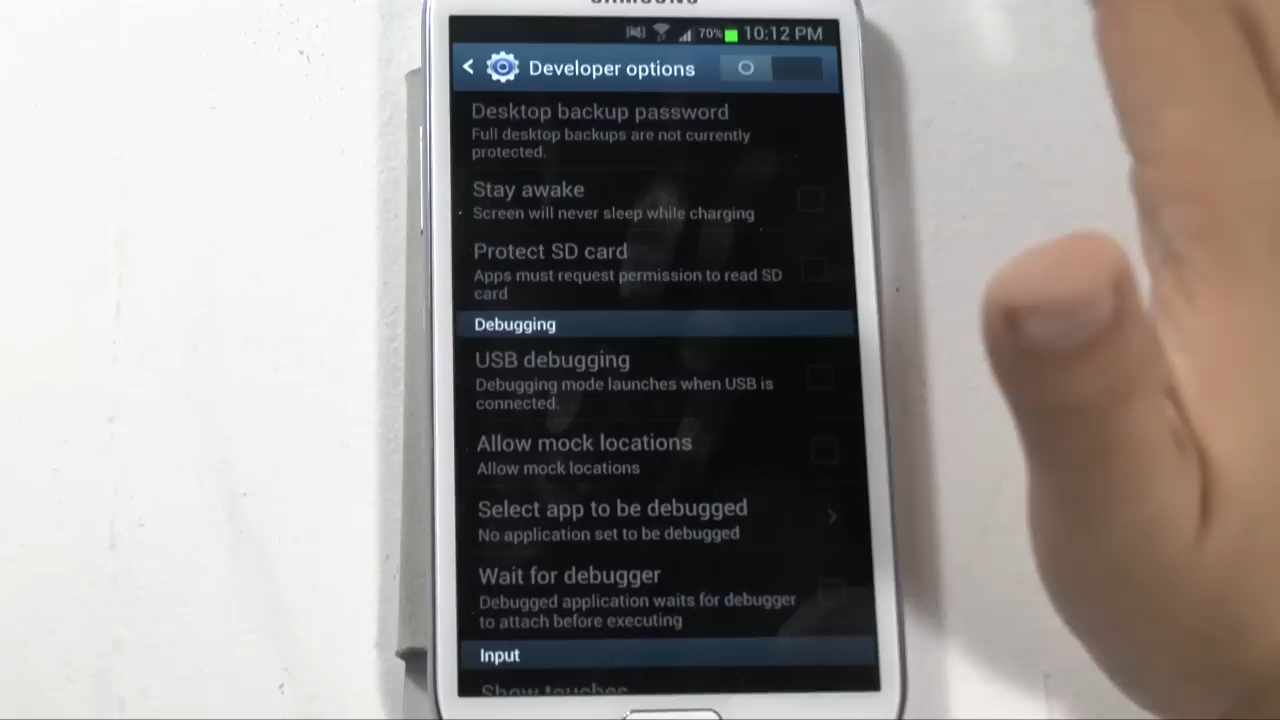 SAMSUNG
70% 10:12 PM
Developer options
Desktop backup password
Full desktop backups are not currently
protected.
Stay awake
Screen will never sleep while charging
Protect SD card
Apps must request permission to read SD
card
Debugging
USB debugging
Debugging mode launches when USB is
connected.
Allow mock locations
Allow mock locations
Select app to be debugged
No application set to be debugged
Wait for debugger
Debugged application waits for debugger
to attach before executing
Input
Show touches